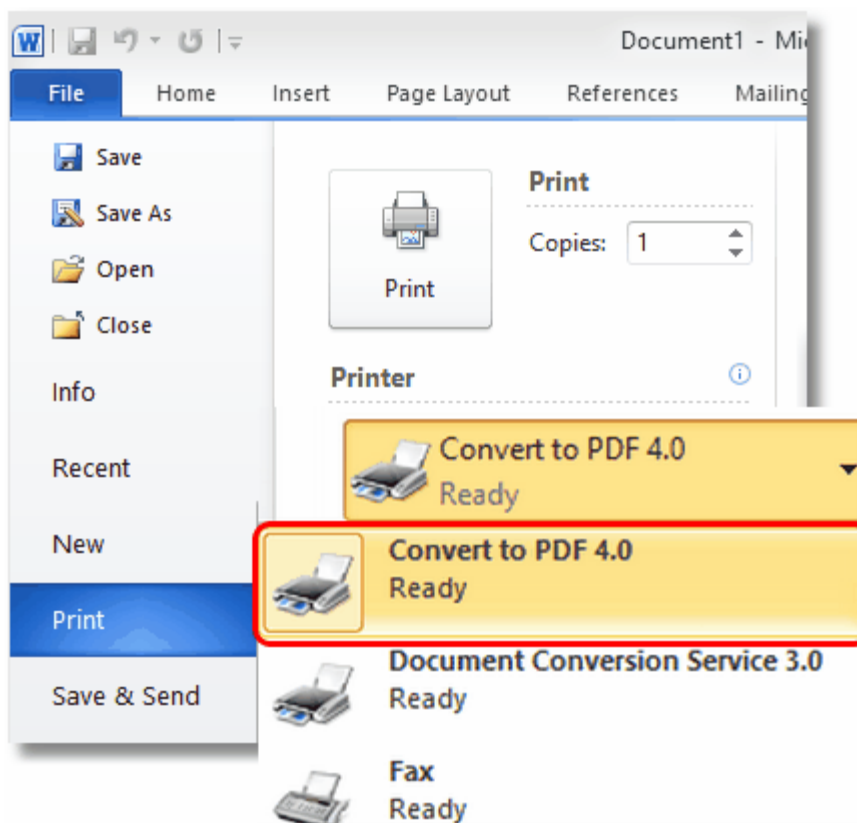 W
Document1 - Mi
File Home Insert Page Layout References Mailing
Save
Save As
Open
Close
Info
Recent
New
Print
Save & Send
Print
Print
Copies: 1
Printer
Convert to PDF 4.0
Ready
Convert to PDF 4.0
Ready
Document Conversion Service 3.0
Ready
Fax
Ready